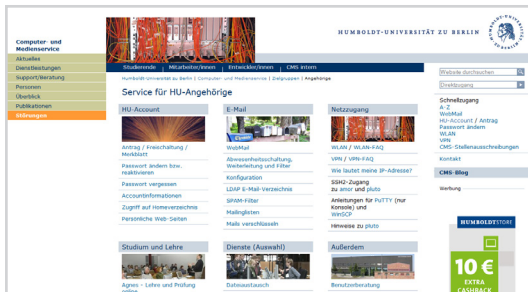 HUMBOLDT-UNIVERSITÄT ZU BERLIN
Computer- und
Medienservice
Aktuelles
Dienstleistungen
Support/Beratung
Personen
Überblick
Publikationen
Störungen
Studierende | Mitarbeiter/innen | Entwickler/innen | CMS intern
Humboldt-Universität zu Berlin | Computer- und Medienservice | Zielgruppen | Angehörige
Service für HU-Angehörige
HU-Account
Antrag / Freischaltung /
Merkblatt
Passwort ändern bzw.
reaktivieren
Passwort vergessen
Accountinformationen
Zugriff auf Homeverzeichnis
Persönliche Web-Seiten
E-Mail
WebMail
Abwesenheitsschaltung,
Weiterleitung und Filter
Konfiguration
LDAP E-Mail-Verzeichnis
SPAM-Filter
Mailinglisten
Mails verschlüsseln
Netzzugang
WLAN / WLAN-FAQ
VPN / VPN-FAQ
Wie lautet meine IP-Adresse?
SSH2-Zugang
zu amor und pluto
Anleitungen für PuTTY (nur
Konsole) und
WinSCP
Hinweise zu pluto
Studium und Lehre
Agnes - Lehre und Prüfung
online
Dienste (Auswahl)
Dateaustausch
Außerdem
Benutzerberatung
Website durchsuchen
Direktzugang
Schnellzugang
A-Z
WebMail
HU-Account / Antrag
Passwort ändern
WLAN
VPN
CMS-Stellenausschreibungen
Kontakt
CMS-Blog
Werbung
HUMBOLDTSTORE
10 €
EXTRA
CASHBACK